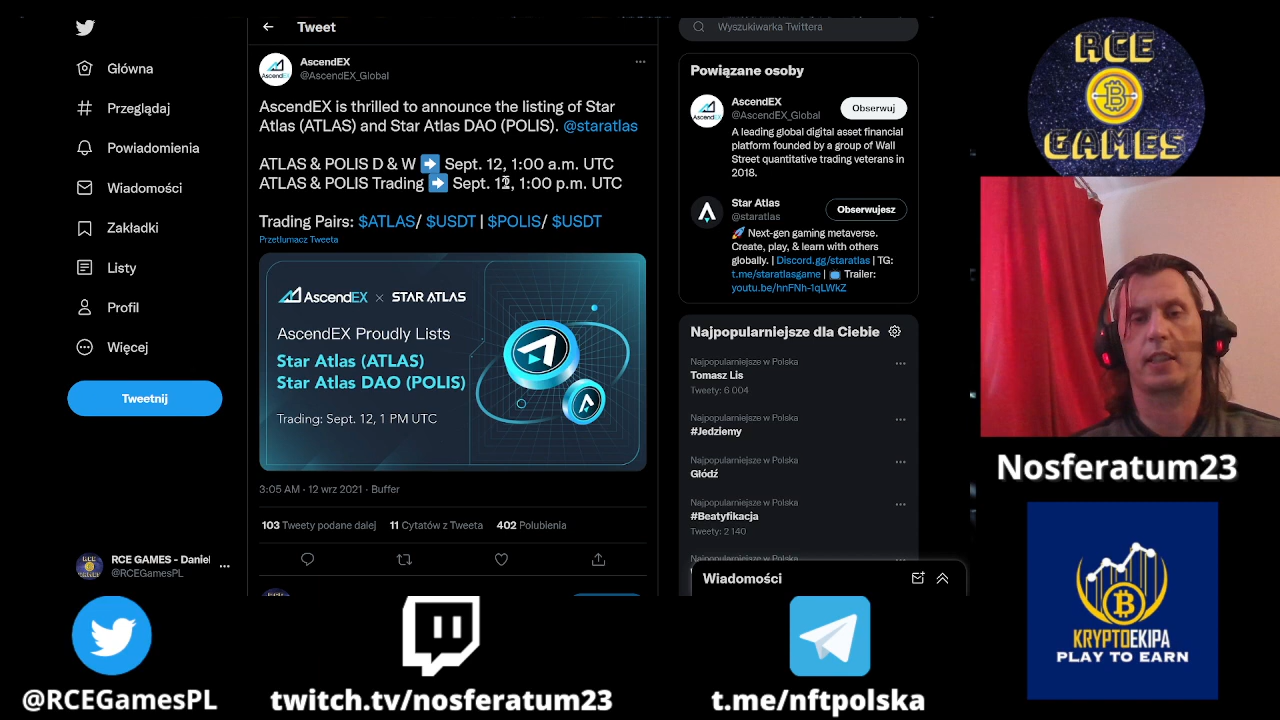 Główna
Przeglądaj
Powiadomienia
Wiadomości
Zakładki
Listy
Profil
Więcej
Tweetnij
RCE GAMES - Daniel
@RCEGamesPL
Tweet
AscendEX
@AscendEX_Global
AscendEX is thrilled to announce the listing of Star
Atlas (ATLAS) and Star Atlas DAO (POLIS). @staratlas
ATLAS & POLIS D & W ➡️ Sept. 12, 1:00 a.m. UTC
ATLAS & POLIS Trading ➡️ Sept. 12, 1:00 p.m. UTC
Trading Pairs: $ATLAS/ $USDT | $POLIS/ $USDT
Przetłumacz Tweeta
AscendEX × STAR ATLAS
AscendEX Proudly Lists
Star Atlas (ATLAS)
Star Atlas DAO (POLIS)
Trading: Sept. 12, 1 PM UTC
3:05 AM · 12 wrz 2021 · Buffer
103 Tweety podane dalej 11 Cytatów z Tweeta 402 Polubienia
Wyszukiwarka Twittera
Powiązane osoby
AscendEX
@AscendEX_Global
Obserwuj
A leading global digital asset financial
platform founded by a group of Wall
Street quantitative trading veterans in
2018.
Star Atlas
@staratlas
Obserwujesz
🚀 Next-gen gaming metaverse.
Create, play, & learn with others
globally. | Discord.gg/staratlas | TG:
t.me/staratlasgame | 📺 Trailer:
youtu.be/hnFNh-1qLWkZ
Najpopularniejsze dla Ciebie
Najpopularniejsze w Polska
Tomasz Lis
Tweety: 6 004
Najpopularniejsze w Polska
#Jedziemy
Najpopularniejsze w Polska
Głódź
Najpopularniejsze w Polska
#Beatyfikacja
Tweety: 2 140
Najpopularniejsze w Polska
Wiadomości
RCE
GAMES
Nosferatum23
KRYPTOEKIPA
PLAY TO EARN
@RCEGamesPL
twitch.tv/nosferatum23
t.me/nftpolska